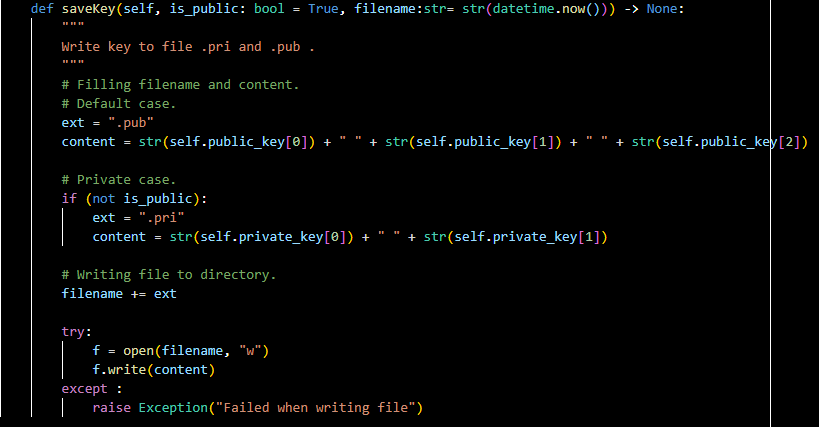 def saveKey(self, is_public: bool = True, filename:str= str(datetime.now())) -> None:
"""
Write key to file .pri and .pub .
"""
# Filling filename and content.
# Default case.
ext = ".pub"
content = str(self.public_key[0]) + " " + str(self.public_key[1]) + " " + str(self.public_key[2])
# Private case.
if (not is_public):
ext = ".pri"
content = str(self.private_key[0]) + " " + str(self.private_key[1])
# Writing file to directory.
filename += ext
try:
f = open(filename, "w")
f.write(content)
except :
raise Exception("Failed when writing file")